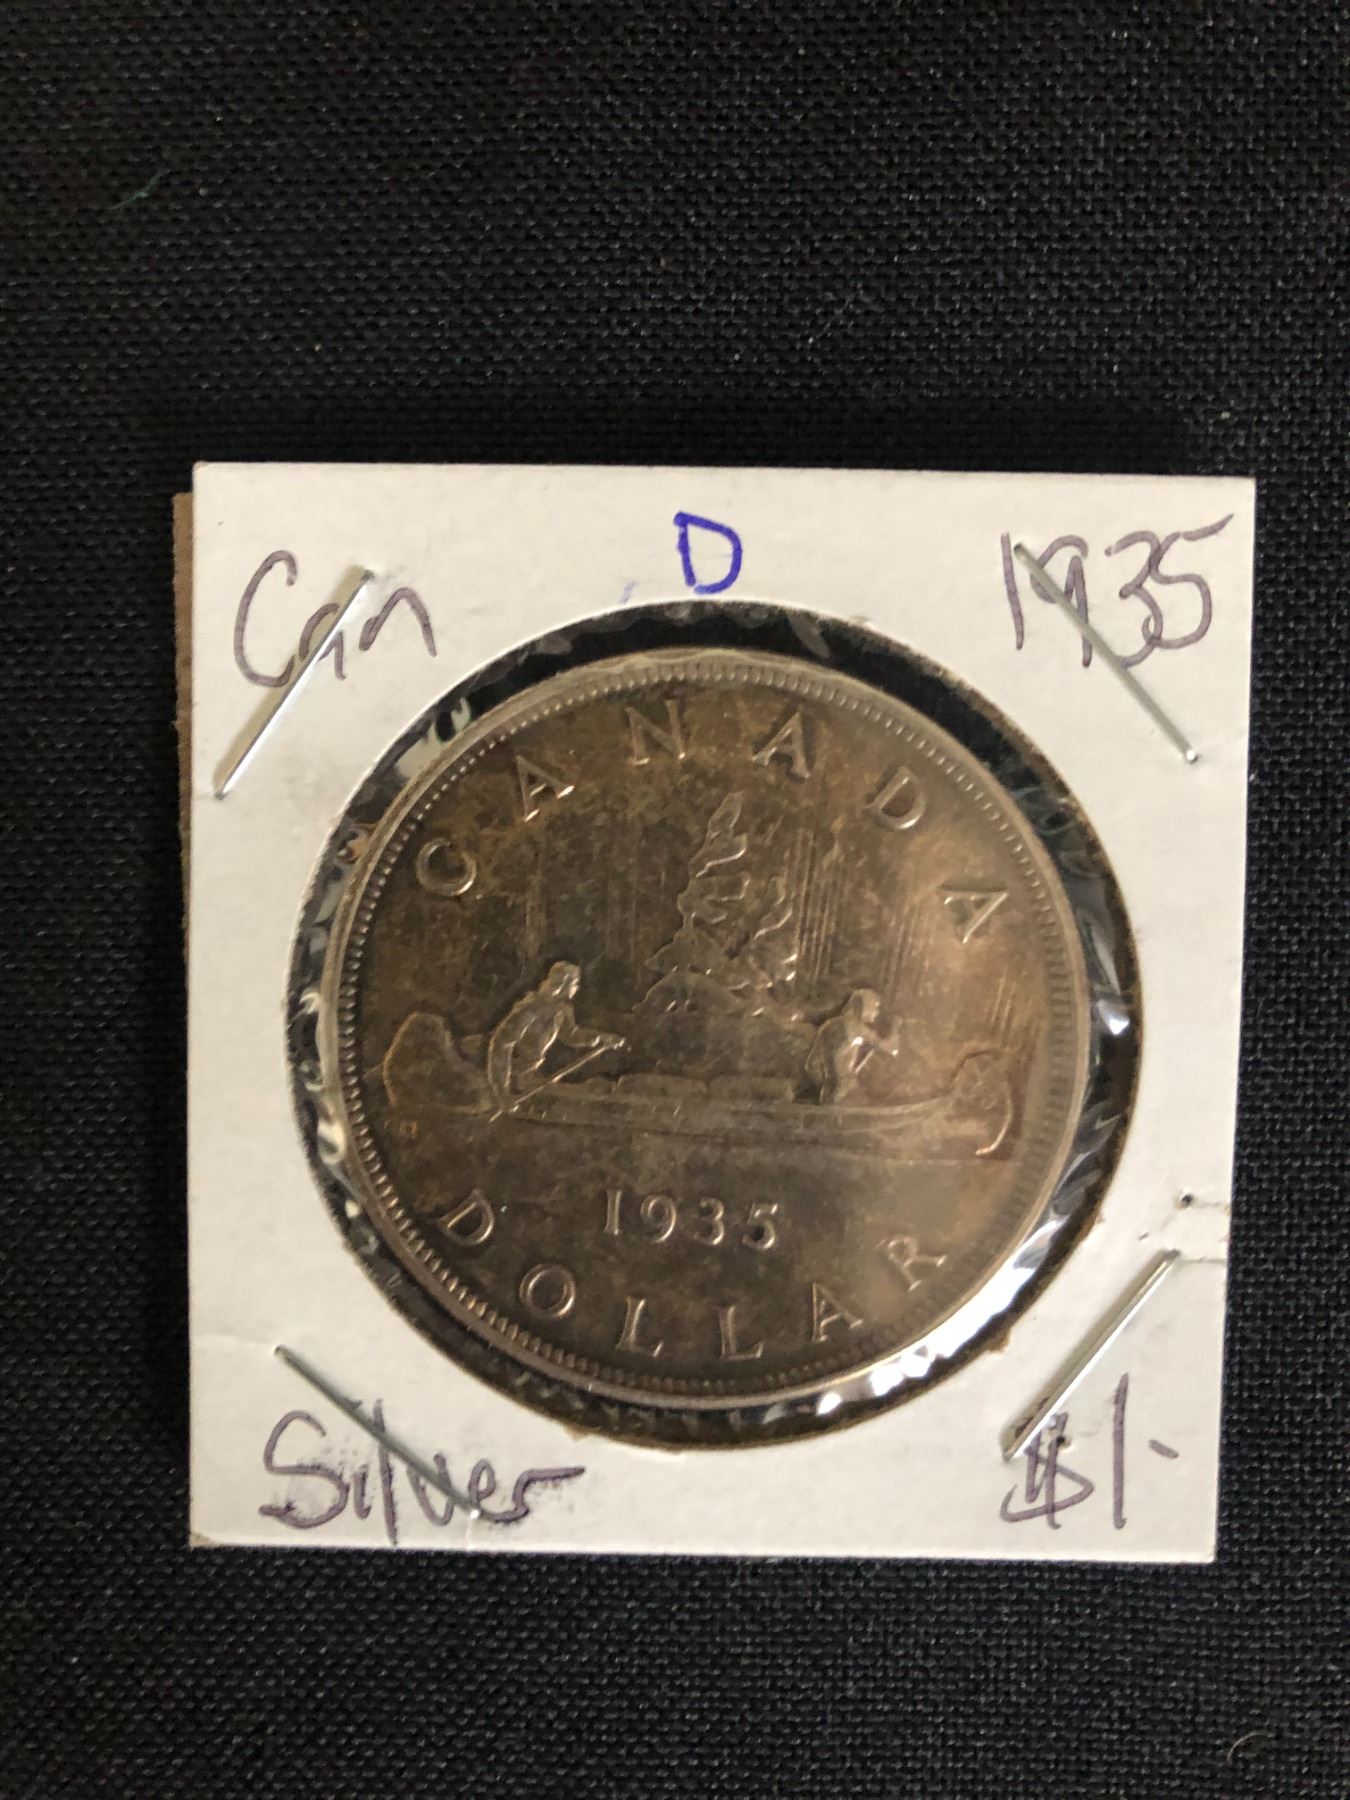 Can D 1935
CANADA
1935
DOLLAR
Silver $1-